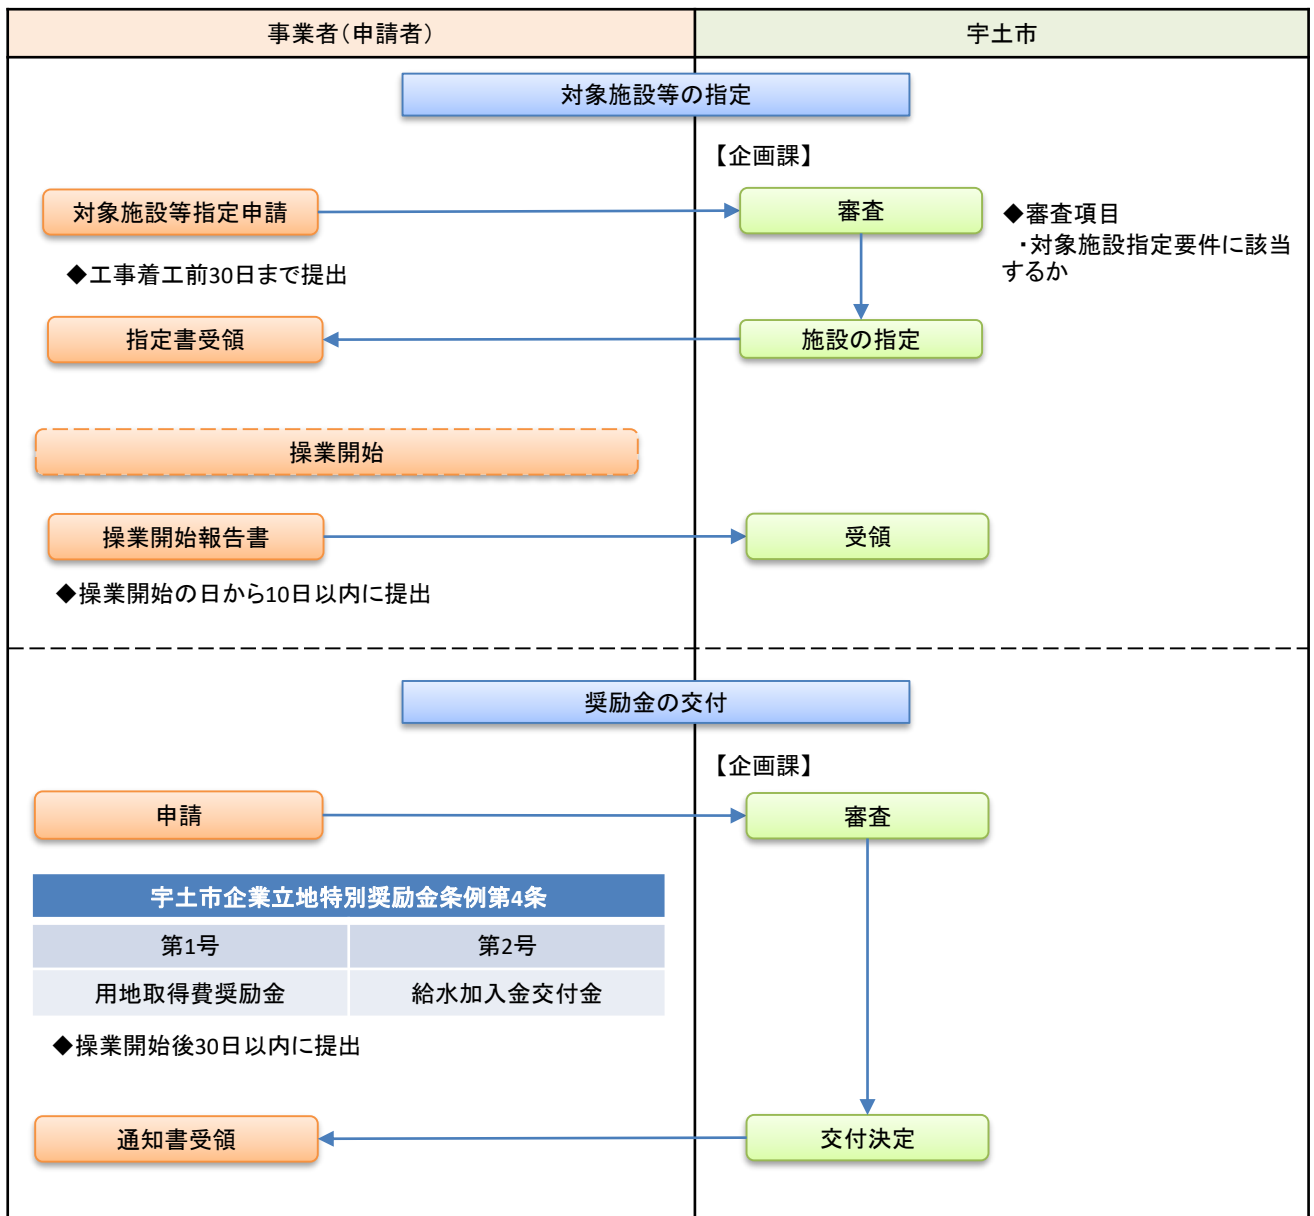 事業者（申請者）
宇土市
対象施設等の指定
【企画課】
対象施設等指定申請
審査
◆審査項目
・対象施設指定要件に該当
するか
◆工事着工前30日まで提出
指定書受領
施設の指定
操業開始
操業開始報告書
受領
◆操業開始の日から10日以内に提出
奨励金の交付
【企画課】
申請
審査
宇土市企業立地特別奨励金条例第4条
第1号
第2号
用地取得費奨励金
給水加入金交付金
◆操業開始後30日以内に提出
通知書受領
交付決定